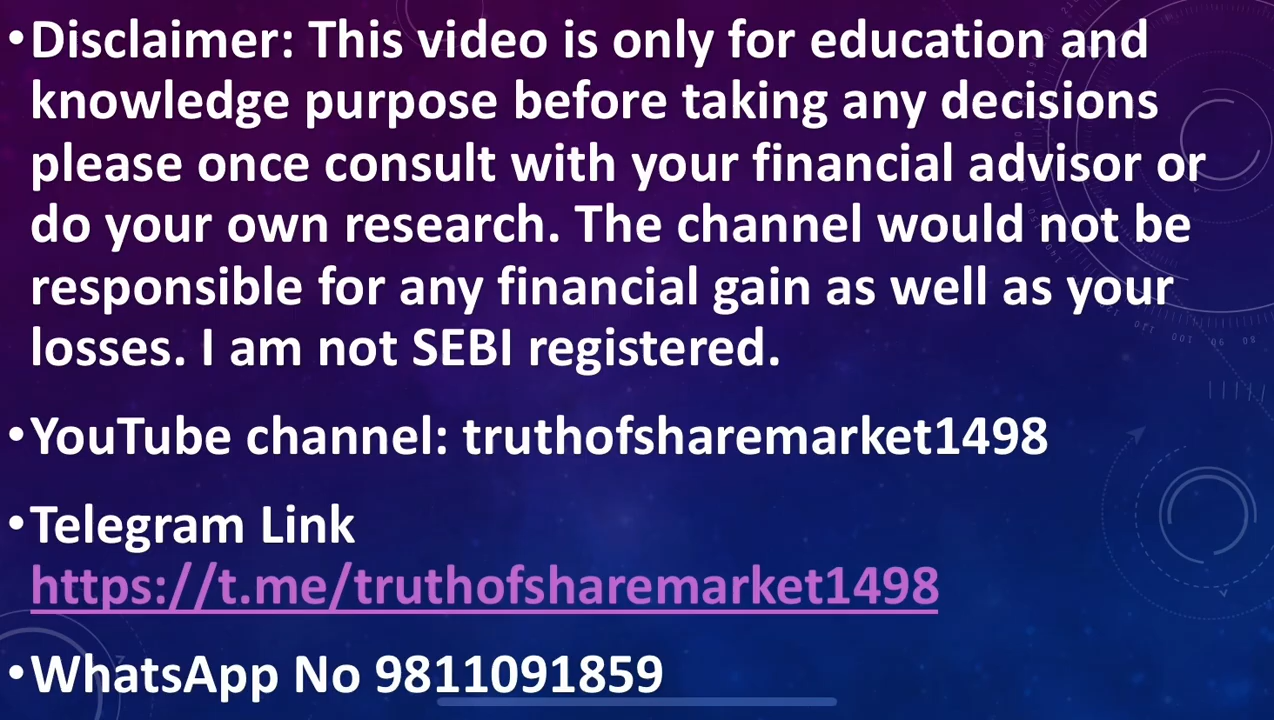 •Disclaimer: This video is only for education and
knowledge purpose before taking any decisions
please once consult with your financial advisor or
do your own research. The channel would not be
responsible for any financial gain as well as your
losses. I am not SEBI registered.
•YouTube channel: truthofsharemarket1498
•Telegram Link
https://t.me/truthofsharemarket1498
•WhatsApp No 9811091859